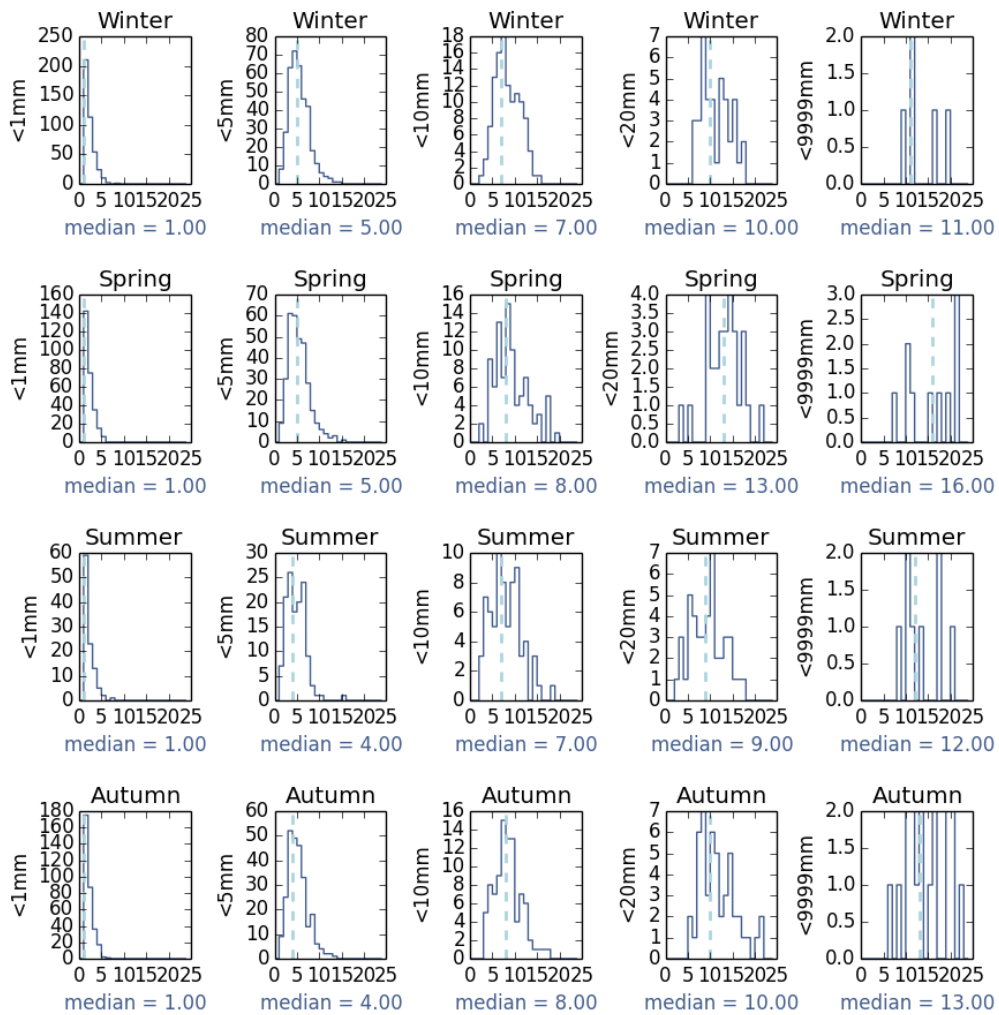 Winter Winter Winter Winter Winter
<1mm <5mm <10mm <20mm <9999mm
250 80 18 7 2.0
200 70 16 6 1.5
150 60 14 5 1.0
100 50 12 4 0.5
50 40 10 3 0.0
0 30 8 2
20 6 1
10 4 0
0 2
0
0 5 10152025 0 5 10152025 0 5 10152025 0 5 10152025 0 5 10152025
median = 1.00 median = 5.00 median = 7.00 median = 10.00 median = 11.00
Spring Spring Spring Spring Spring
<1mm <5mm <10mm <20mm <9999mm
160 70 16 4.0 3.0
140 60 14 3.5 2.5
120 50 12 3.0 2.0
100 40 10 2.5 1.5
80 30 8 2.0 1.0
60 20 6 1.5 0.5
40 10 4 1.0 0.0
20 0 2 0.5
0 0 0.0
0 5 10152025 0 5 10152025 0 5 10152025 0 5 10152025 0 5 10152025
median = 1.00 median = 5.00 median = 8.00 median = 13.00 median = 16.00
Summer Summer Summer Summer Summer
<1mm <5mm <10mm <20mm <9999mm
60 30 10 7 2.0
50 25 8 6 1.5
40 20 6 5 1.0
30 15 4 4 0.5
20 10 2 3 0.0
10 5 0 2
0 0 1
0
0 5 10152025 0 5 10152025 0 5 10152025 0 5 10152025 0 5 10152025
median = 1.00 median = 4.00 median = 7.00 median = 9.00 median = 12.00
Autumn Autumn Autumn Autumn Autumn
<1mm <5mm <10mm <20mm <9999mm
180 60 16 7 2.0
160 50 14 6 1.5
140 40 12 5 1.0
120 30 10 4 0.5
100 20 8 3 0.0
80 10 6 2
60 0 4 1
40 2 0
20 0
0
0 5 10152025 0 5 10152025 0 5 10152025 0 5 10152025 0 5 10152025
median = 1.00 median = 4.00 median = 8.00 median = 10.00 median = 13.00